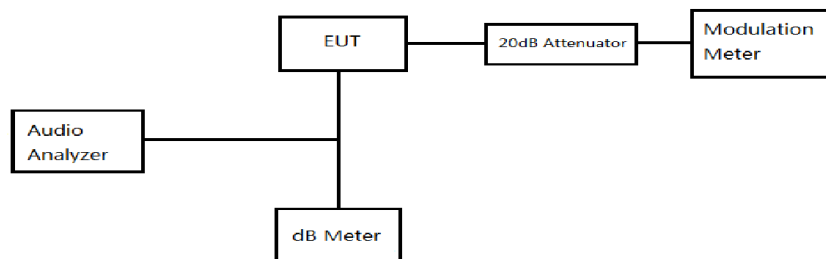 EUT
20dB Attenuator
Modulation
Meter
Audio
Analyzer
dB Meter